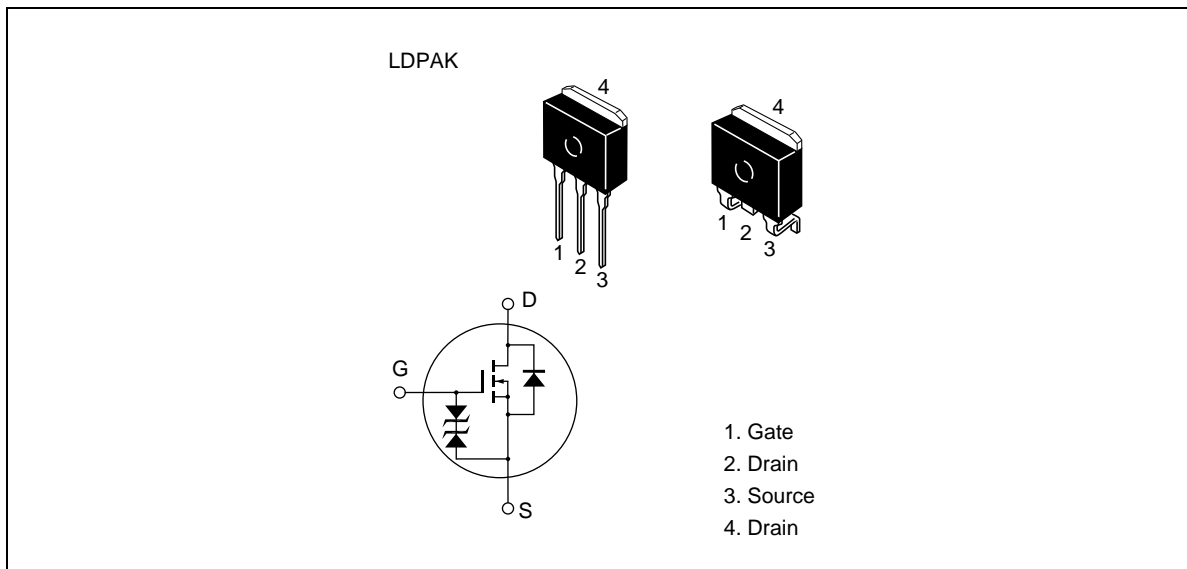 LDPAK
4
4
1
2
3
1
2
3
D
G
S
1. Gate
2. Drain
3. Source
4. Drain